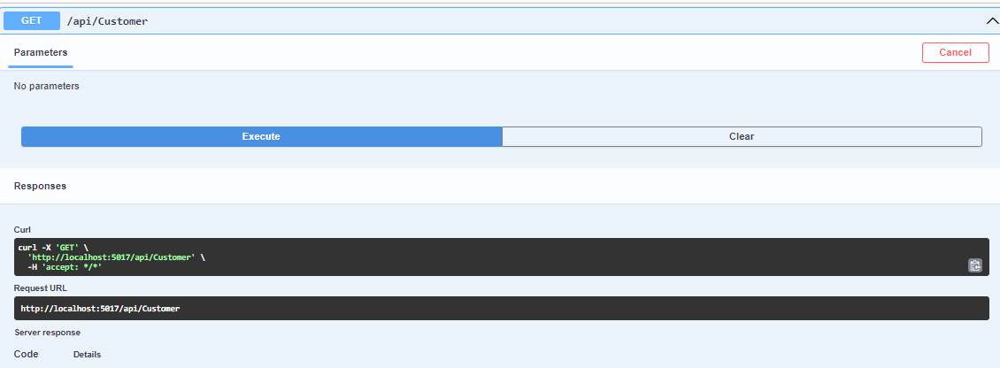 GET /api/Customer
Parameters Cancel
No parameters
Execute Clear
Responses
Curl
curl -X 'GET' \
  'http://localhost:5017/api/Customer' \
  -H 'accept: */*'
Request URL
http://localhost:5017/api/Customer
Server response
Code Details